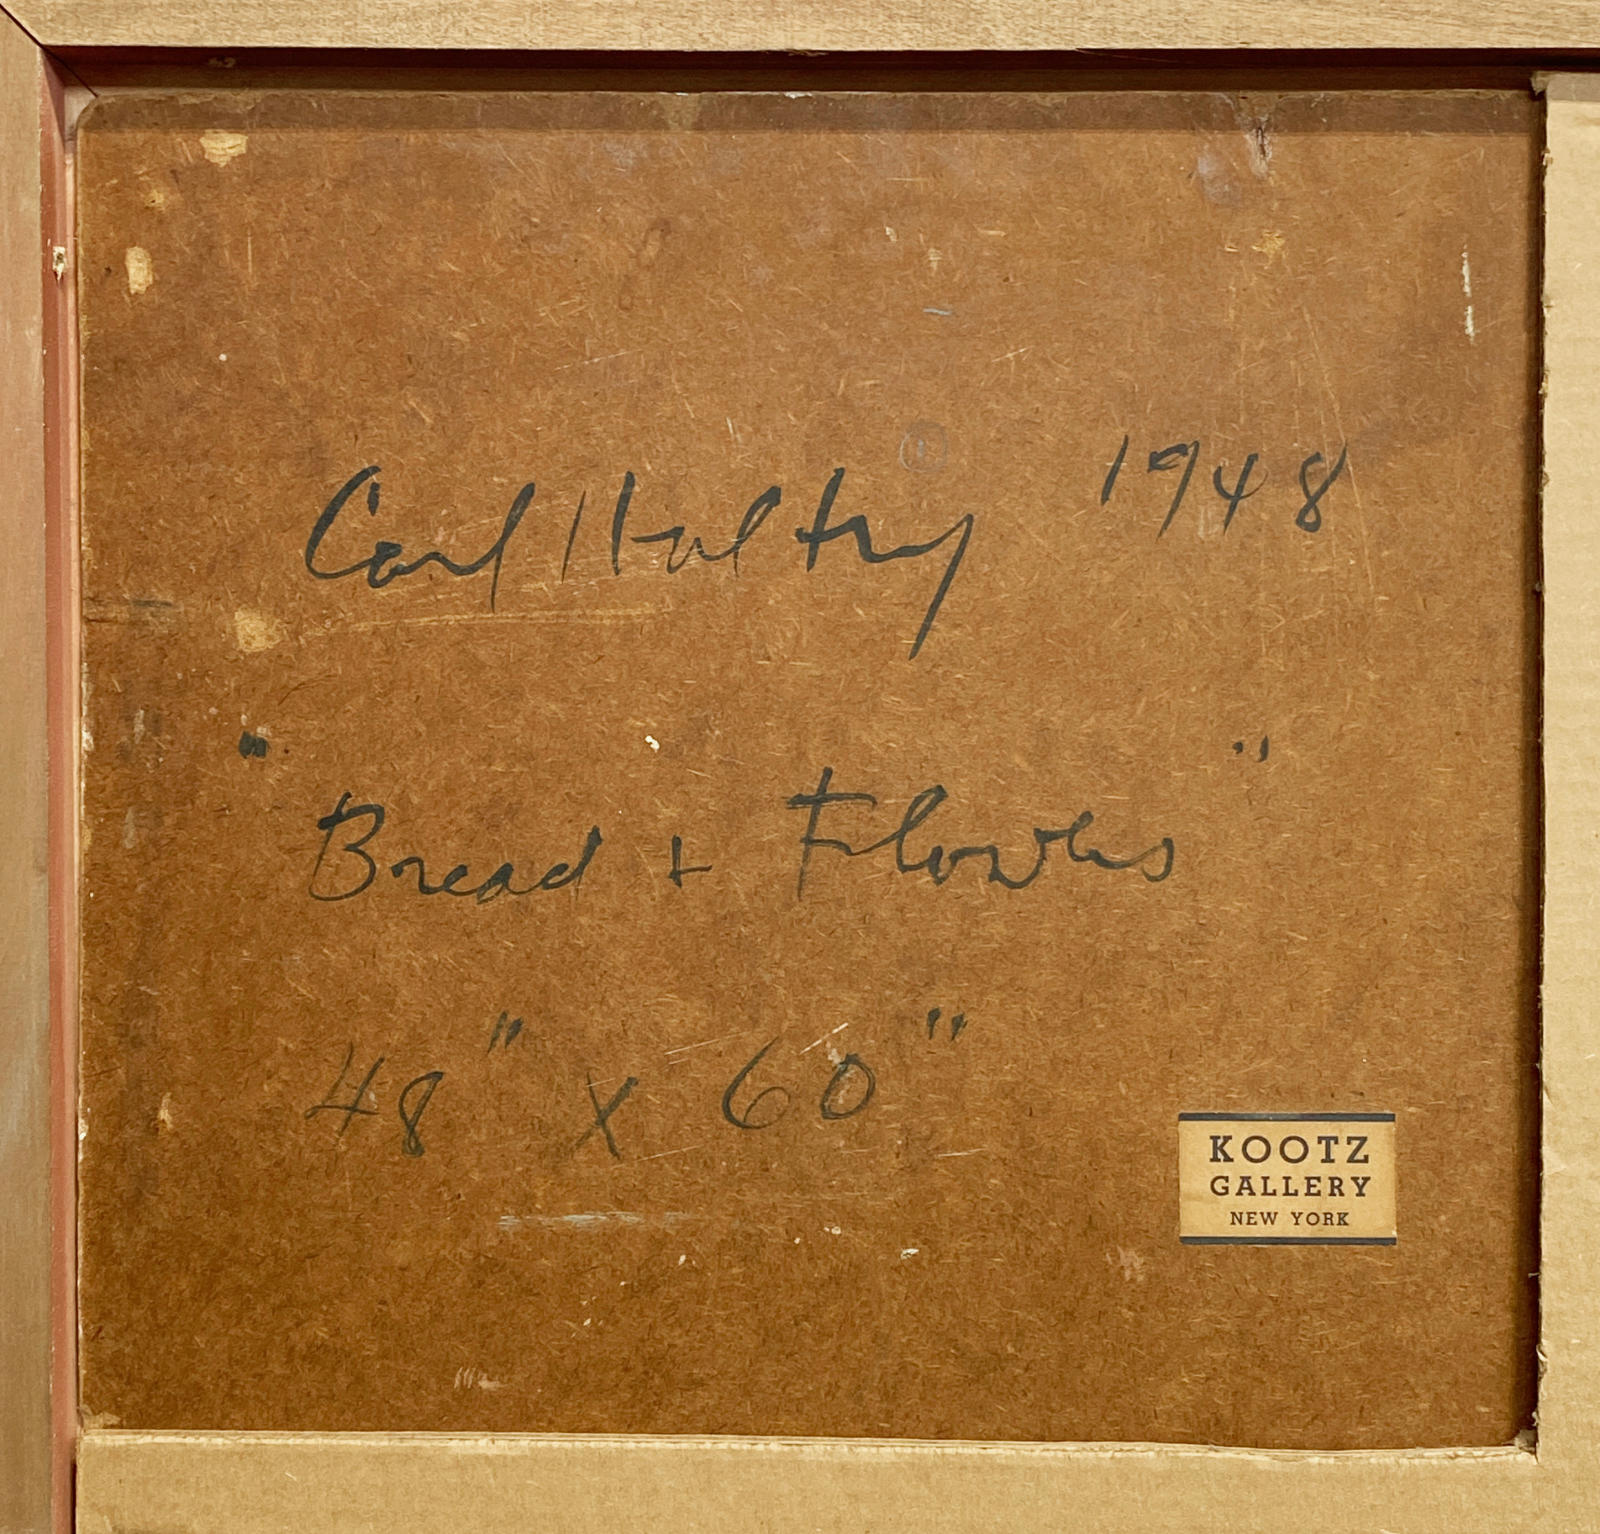 Carl Holty 1948
"Bread + Flowers"
48" x 60"
KOOTZ
GALLERY
NEW YORK